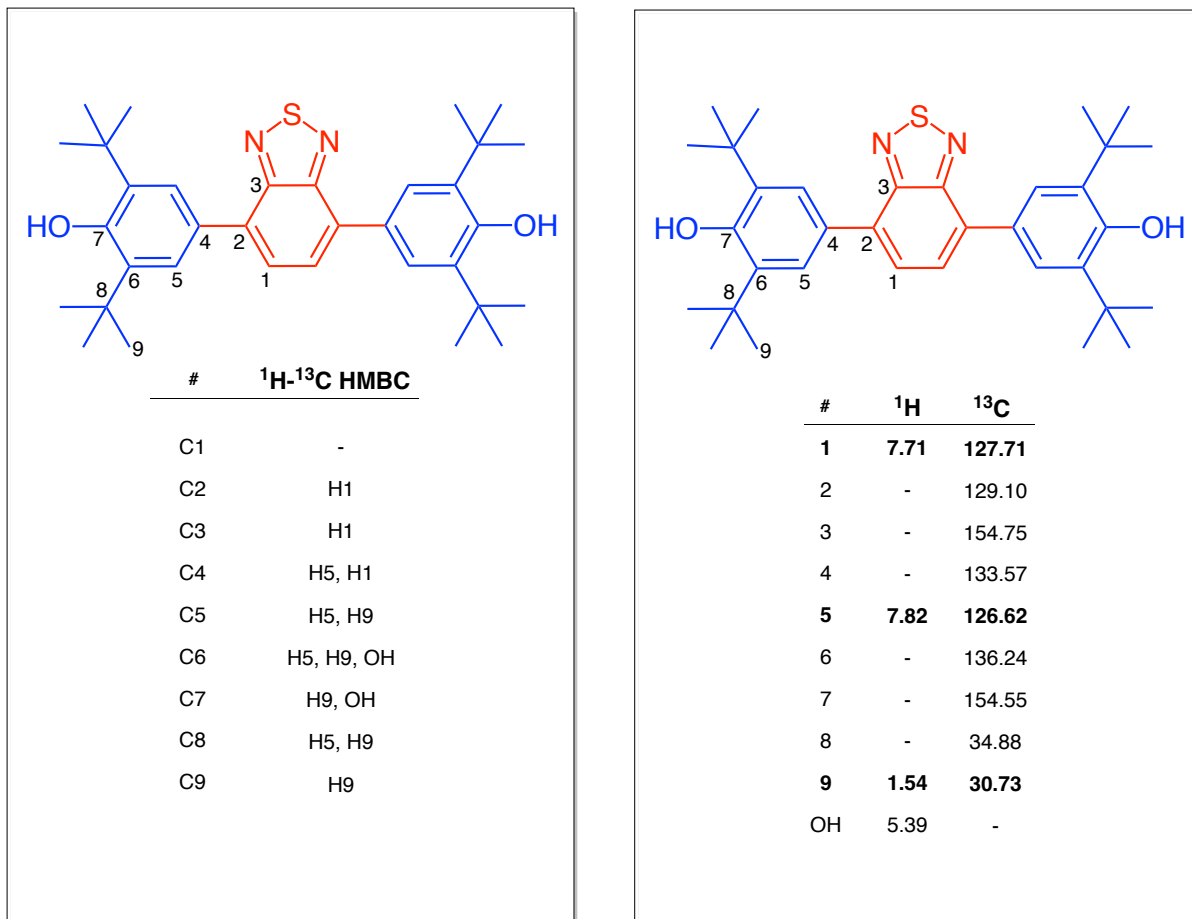 S
N N
3
HO OH
7 4 2
6 5 1
8
9
# ¹H-¹³C HMBC
C1 -
C2 H1
C3 H1
C4 H5, H1
C5 H5, H9
C6 H5, H9, OH
C7 H9, OH
C8 H5, H9
C9 H9
S
N N
3
HO OH
7 4 2
6 5 1
8
9
# ¹H ¹³C
1 7.71 127.71
2 - 129.10
3 - 154.75
4 - 133.57
5 7.82 126.62
6 - 136.24
7 - 154.55
8 - 34.88
9 1.54 30.73
OH 5.39 -